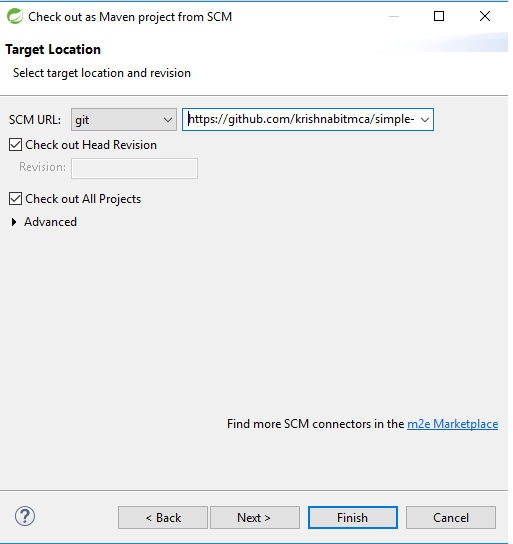 Check out as Maven project from SCM
Target Location
Select target location and revision
SCM URL: git https://github.com/krishnabitmca/simple-
Check out Head Revision
Revision:
Check out All Projects
Advanced
Find more SCM connectors in the m2e Marketplace
? < Back Next > Finish Cancel